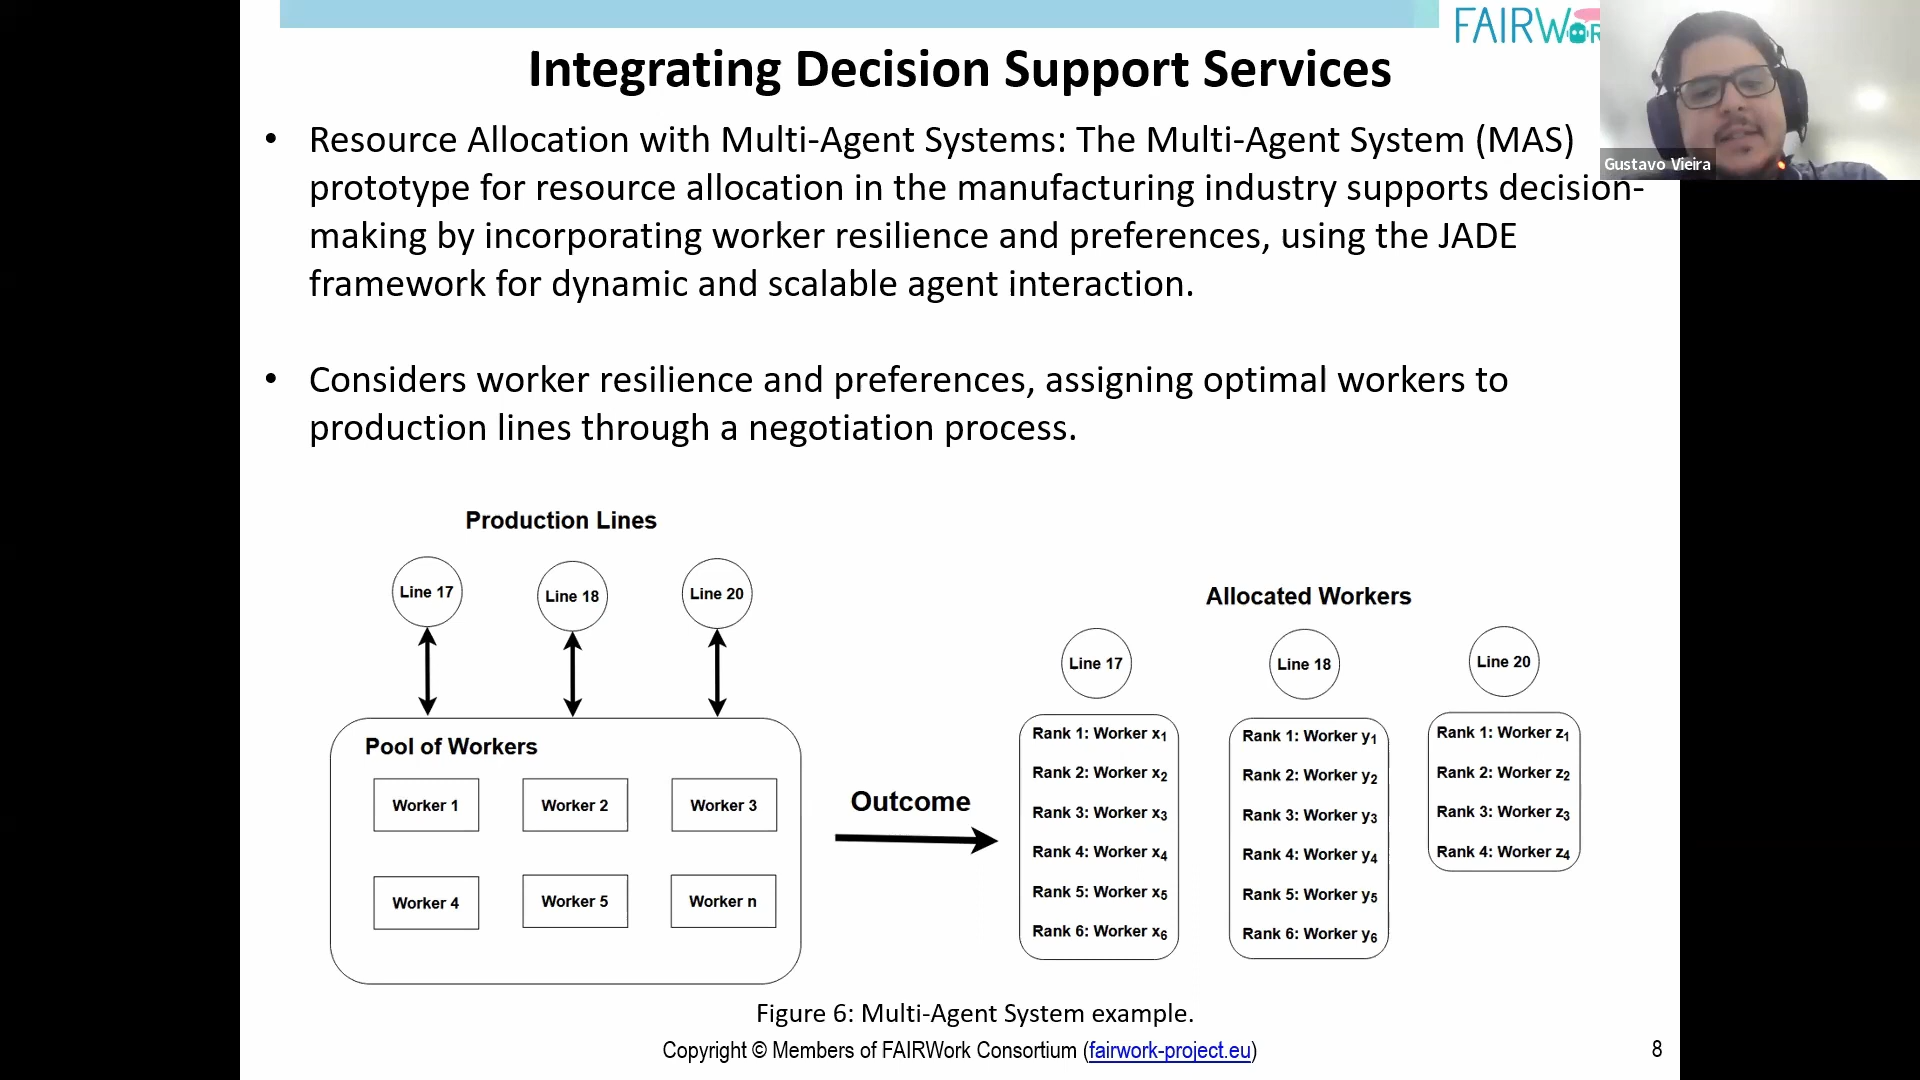 FAIRWOR
Integrating Decision Support Services
Gustavo Vieira
• Resource Allocation with Multi-Agent Systems: The Multi-Agent System (MAS)
prototype for resource allocation in the manufacturing industry supports decision-
making by incorporating worker resilience and preferences, using the JADE
framework for dynamic and scalable agent interaction.
• Considers worker resilience and preferences, assigning optimal workers to
production lines through a negotiation process.
Production Lines
Line 17
Line 18
Line 20
Pool of Workers
Worker 1
Worker 2
Worker 3
Worker 4
Worker 5
Worker n
Outcome
Allocated Workers
Line 17
Line 18
Line 20
Rank 1: Worker x₁
Rank 2: Worker x₂
Rank 3: Worker x₃
Rank 4: Worker x₄
Rank 5: Worker x₅
Rank 6: Worker x₆
Rank 1: Worker y₁
Rank 2: Worker y₂
Rank 3: Worker y₃
Rank 4: Worker y₄
Rank 5: Worker y₅
Rank 6: Worker y₆
Rank 1: Worker z₁
Rank 2: Worker z₂
Rank 3: Worker z₃
Rank 4: Worker z₄
Figure 6: Multi-Agent System example.
Copyright © Members of FAIRWork Consortium (fairwork-project.eu)
8